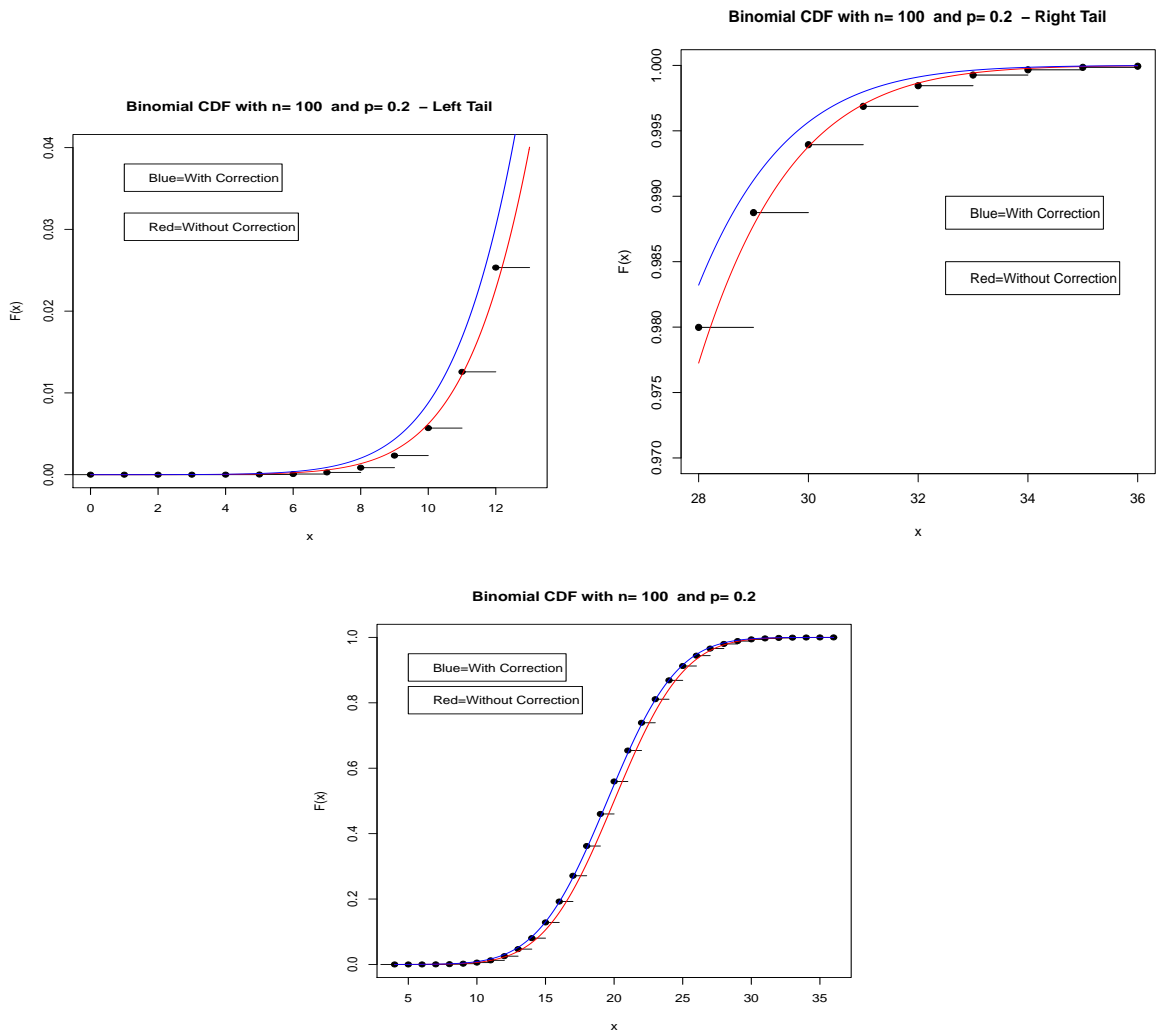 Binomial CDF with n= 100 and p= 0.2 − Left Tail
F(x)
0.04
0.03
0.02
0.01
0.00
Blue=With Correction
Red=Without Correction
0 2 4 6 8 10 12
x
Binomial CDF with n= 100 and p= 0.2 − Right Tail
F(x)
1.000
0.995
0.990
0.985
0.980
0.975
0.970
Blue=With Correction
Red=Without Correction
28 30 32 34 36
x
Binomial CDF with n= 100 and p= 0.2
F(x)
1.0
0.8
0.6
0.4
0.2
0.0
Blue=With Correction
Red=Without Correction
5 10 15 20 25 30 35
x